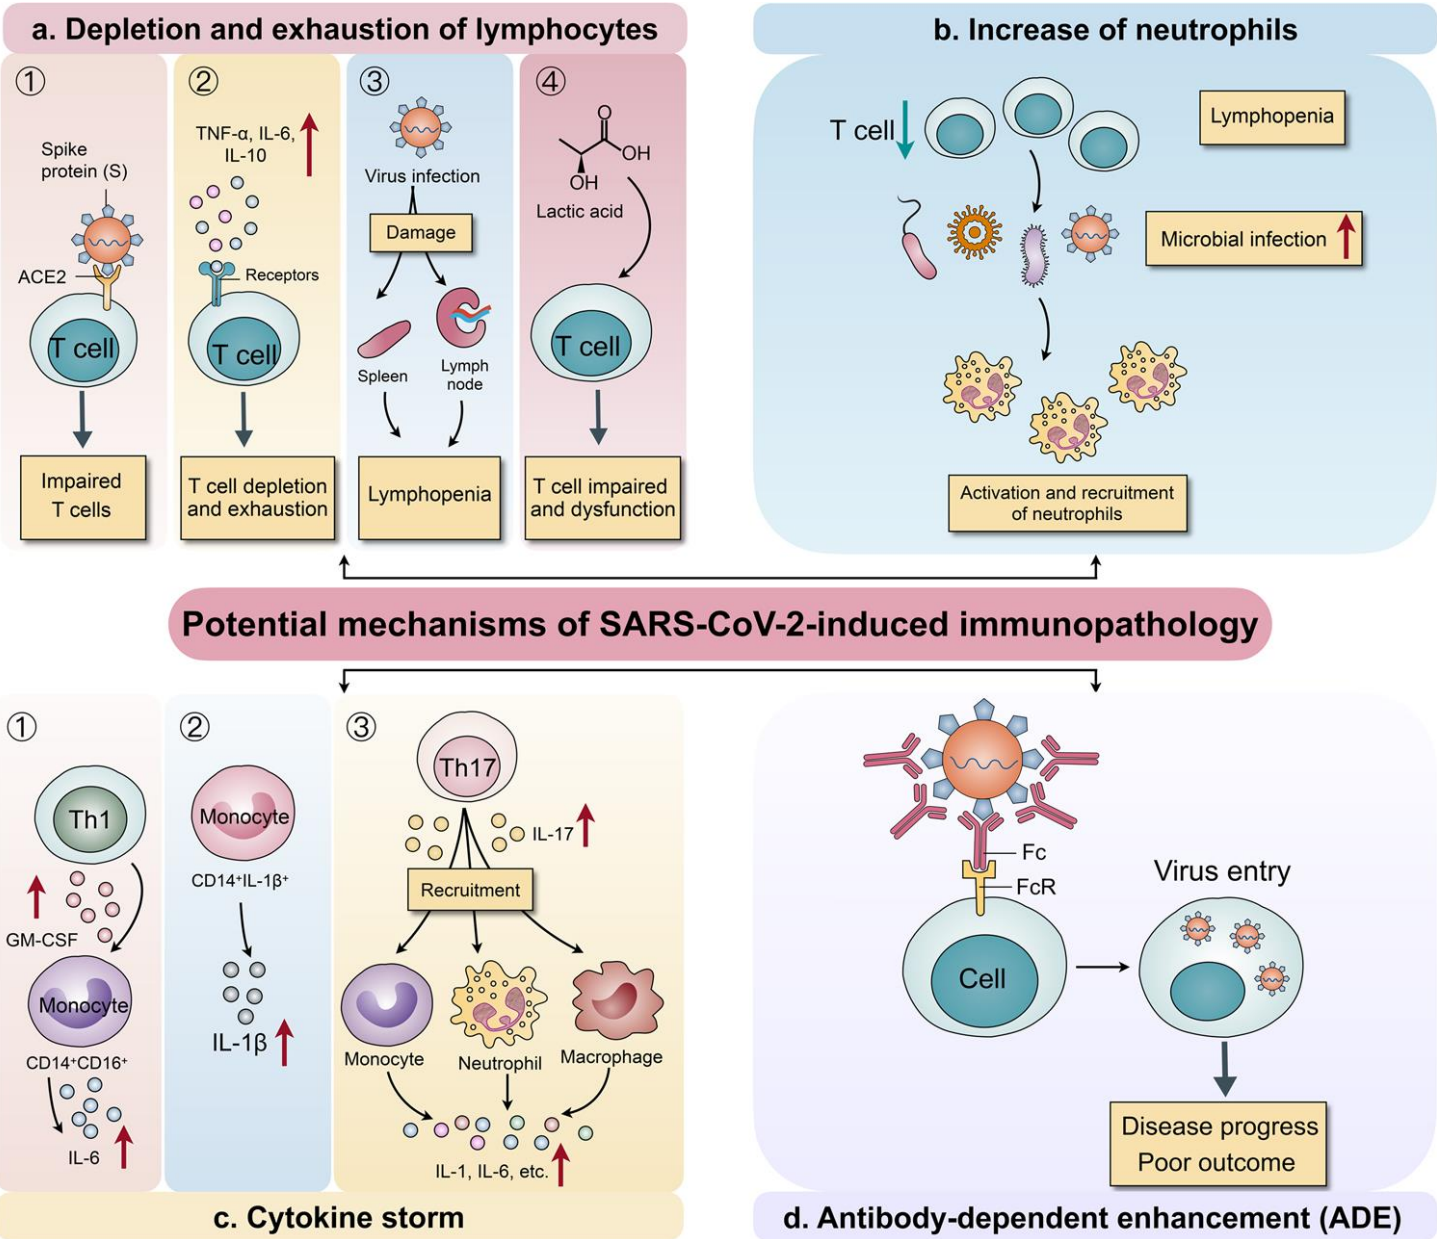 a. Depletion and exhaustion of lymphocytes
①
Spike
protein (S)
ACE2
T cell
Impaired
T cells
②
TNF-α, IL-6,
IL-10
Receptors
T cell
T cell depletion
and exhaustion
③
Virus infection
Damage
Spleen
Lymph
node
Lymphopenia
④
O
OH
OH
Lactic acid
T cell
T cell impaired
and dysfunction
b. Increase of neutrophils
T cell
Lymphopenia
Microbial infection
Activation and recruitment
of neutrophils
Potential mechanisms of SARS-CoV-2-induced immunopathology
①
Th1
GM-CSF
Monocyte
CD14⁺CD16⁺
IL-6
②
Monocyte
CD14⁺IL-1β⁺
IL-1β
③
Th17
IL-17
Recruitment
Monocyte
Neutrophil
Macrophage
IL-1, IL-6, etc.
c. Cytokine storm
Fc
FcR
Cell
Virus entry
Disease progress
Poor outcome
d. Antibody-dependent enhancement (ADE)